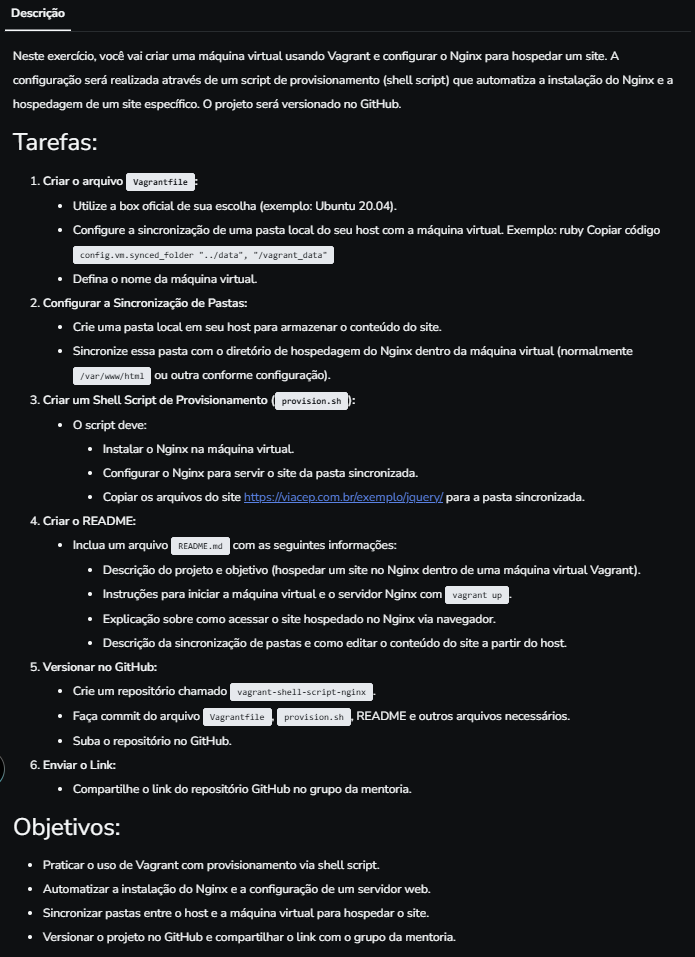 Descrição
Neste exercício, você vai criar uma máquina virtual usando Vagrant e configurar o Nginx para hospedar um site. A
configuração será realizada através de um script de provisionamento (shell script) que automatiza a instalação do Nginx e a
hospedagem de um site específico. O projeto será versionado no GitHub.
Tarefas:
1. Criar o arquivo Vagrantfile:
• Utilize a box oficial de sua escolha (exemplo: Ubuntu 20.04).
• Configure a sincronização de uma pasta local do seu host com a máquina virtual. Exemplo: ruby Copiar código
config.vm.synced_folder "../data", "/vagrant_data"
• Defina o nome da máquina virtual.
2. Configurar a Sincronização de Pastas:
• Crie uma pasta local em seu host para armazenar o conteúdo do site.
• Sincronize essa pasta com o diretório de hospedagem do Nginx dentro da máquina virtual (normalmente
/var/www/html ou outra conforme configuração).
3. Criar um Shell Script de Provisionamento (provision.sh):
• O script deve:
• Instalar o Nginx na máquina virtual.
• Configurar o Nginx para servir o site da pasta sincronizada.
• Copiar os arquivos do site https://viacep.com.br/exemplo/jquery/ para a pasta sincronizada.
4. Criar o README:
• Inclua um arquivo README.md com as seguintes informações:
• Descrição do projeto e objetivo (hospedar um site no Nginx dentro de uma máquina virtual Vagrant).
• Instruções para iniciar a máquina virtual e o servidor Nginx com vagrant up.
• Explicação sobre como acessar o site hospedado no Nginx via navegador.
• Descrição da sincronização de pastas e como editar o conteúdo do site a partir do host.
5. Versionar no GitHub:
• Crie um repositório chamado vagrant-shell-script-nginx.
• Faça commit do arquivo Vagrantfile, provision.sh, README e outros arquivos necessários.
• Suba o repositório no GitHub.
6. Enviar o Link:
• Compartilhe o link do repositório GitHub no grupo da mentoria.
Objetivos:
• Praticar o uso de Vagrant com provisionamento via shell script.
• Automatizar a instalação do Nginx e a configuração de um servidor web.
• Sincronizar pastas entre o host e a máquina virtual para hospedar o site.
• Versionar o projeto no GitHub e compartilhar o link com o grupo da mentoria.